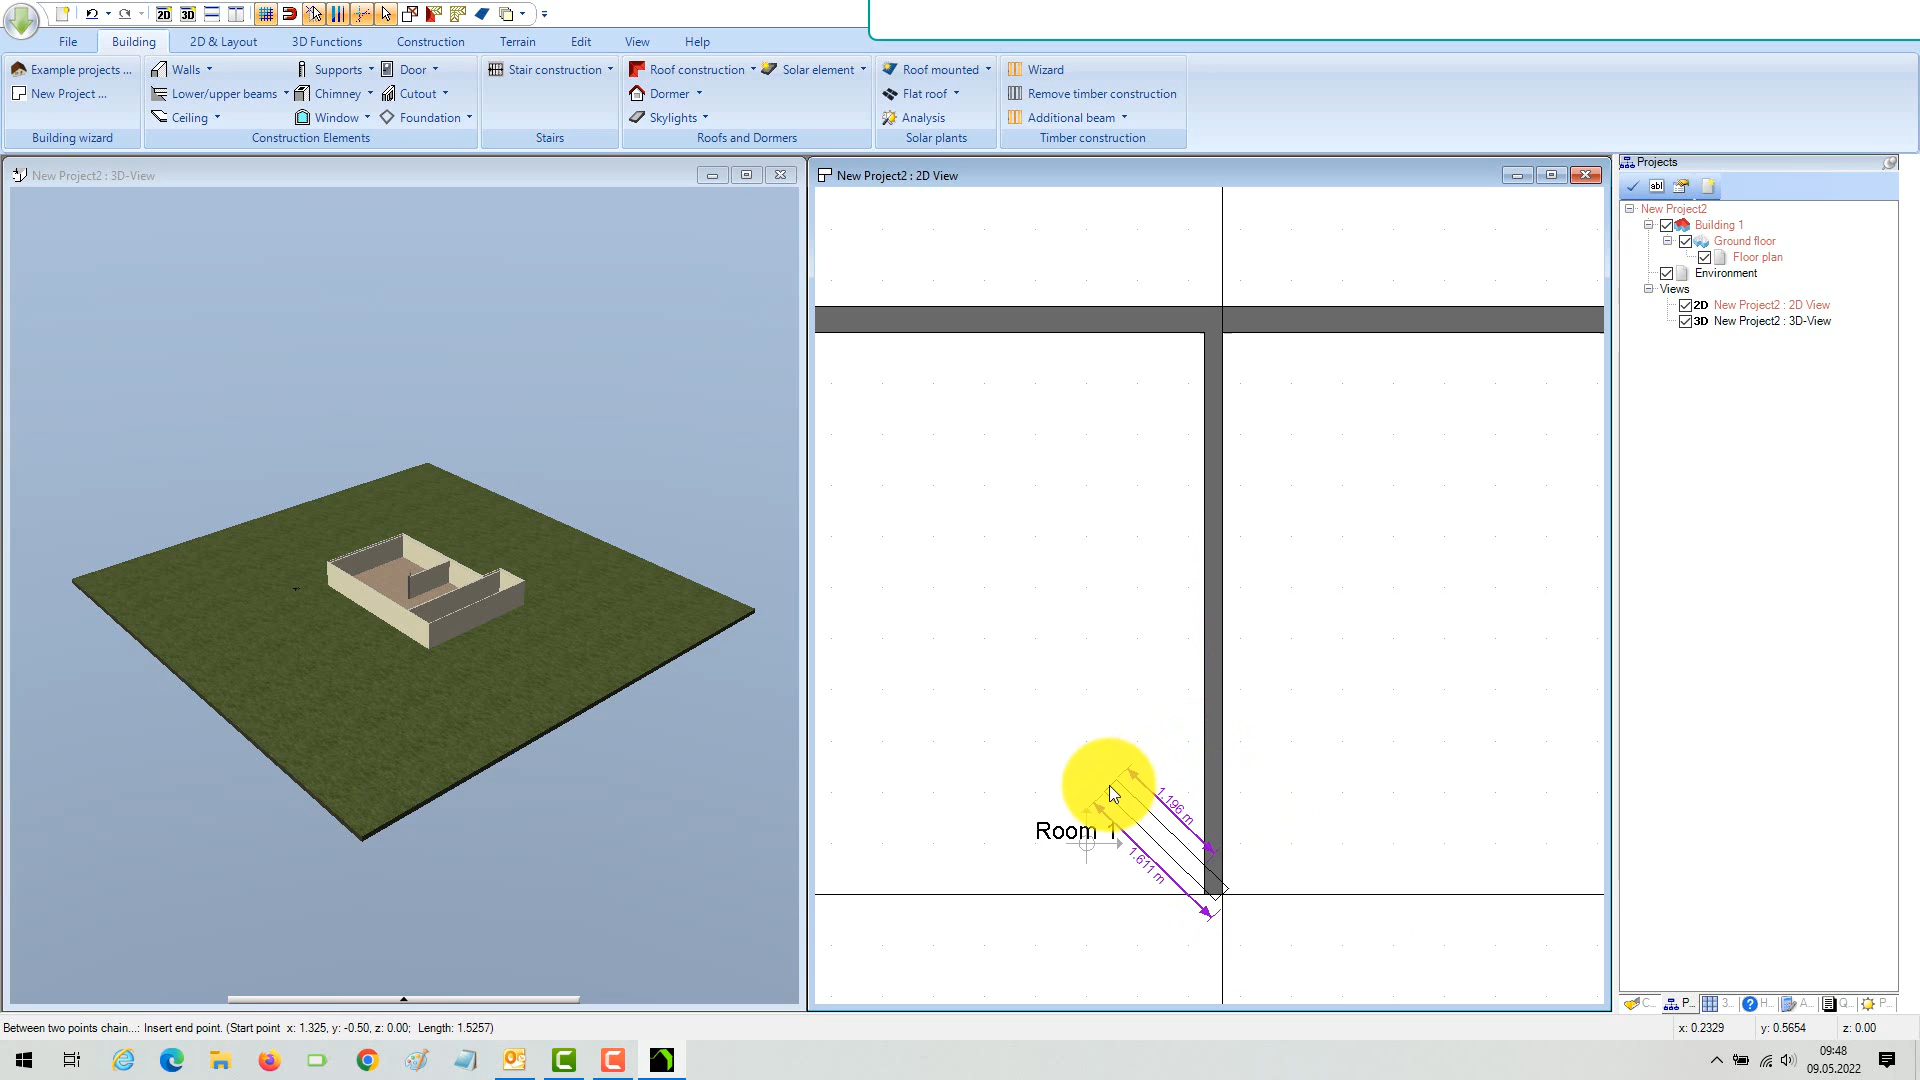 2D 3D
File Building 2D & Layout 3D Functions Construction Terrain Edit View Help
Example projects ... Walls Supports Door Stair construction Roof construction Solar element Roof mounted Wizard
New Project ... Lower/upper beams Chimney Cutout Dormer Flat roof Remove timber construction
Ceiling Window Foundation Skylights Analysis Additional beam
Building wizard Construction Elements Stairs Roofs and Dormers Solar plants Timber construction
New Project2 : 3D-View
New Project2 : 2D View
Projects
abl
New Project2
Building 1
Ground floor
Floor plan
Environment
Views
2D New Project2 : 2D View
3D New Project2 : 3D-View
1.196 m
Room 1
1.611 m
C... P... 3... H... A... Q... P...
Between two points chain...: Insert end point. (Start point x: 1.325, y: -0.50, z: 0.00; Length: 1.5257)
x: 0.2329 y: 0.5654 z: 0.00
09:48
09.05.2022